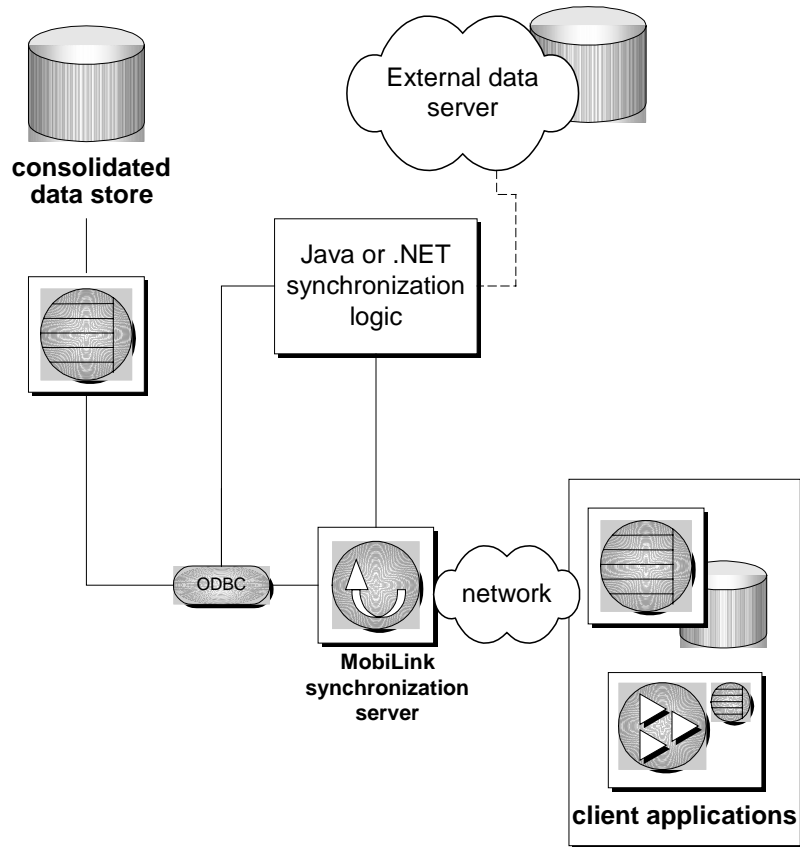 External data
server
consolidated
data store
Java or .NET
synchronization
logic
ODBC
network
MobiLink
synchronization
server
client applications